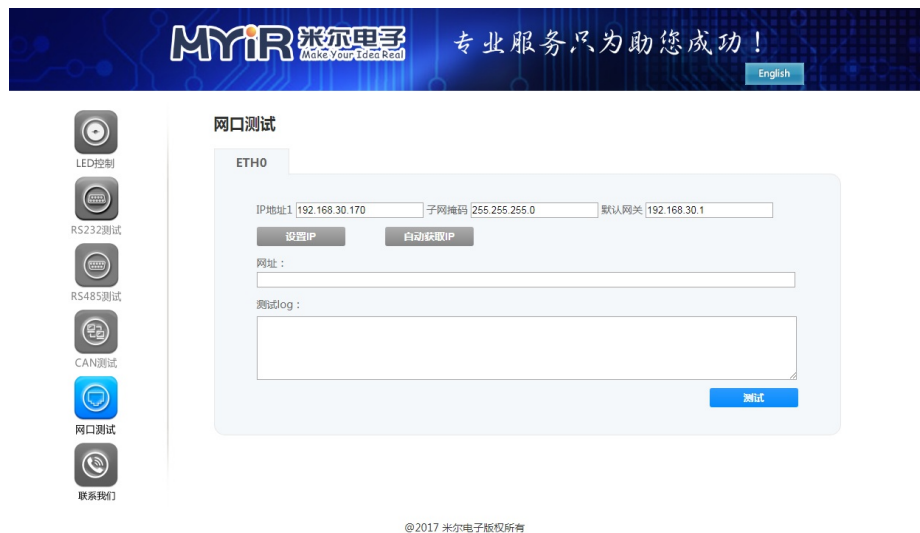 MYiR 米尔电子
Make Your Idea Real
专业服务只为助您成功！
English
LED控制
RS232测试
RS485测试
CAN测试
网口测试
联系我们
网口测试
ETH0
IP地址1 192.168.30.170 子网掩码 255.255.255.0 默认网关 192.168.30.1
设置IP 自动获取IP
网址：
测试log：
测试
@2017 米尔电子版权所有